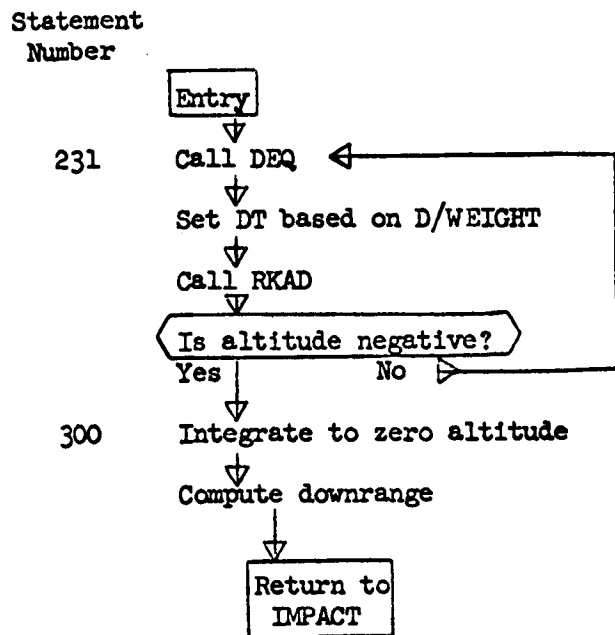 Statement
Number
Entry
231 Call DEQ
Set DT based on D/WEIGHT
Call RKAD
Is altitude negative?
Yes No
300 Integrate to zero altitude
Compute downrange
Return to
IMPACT